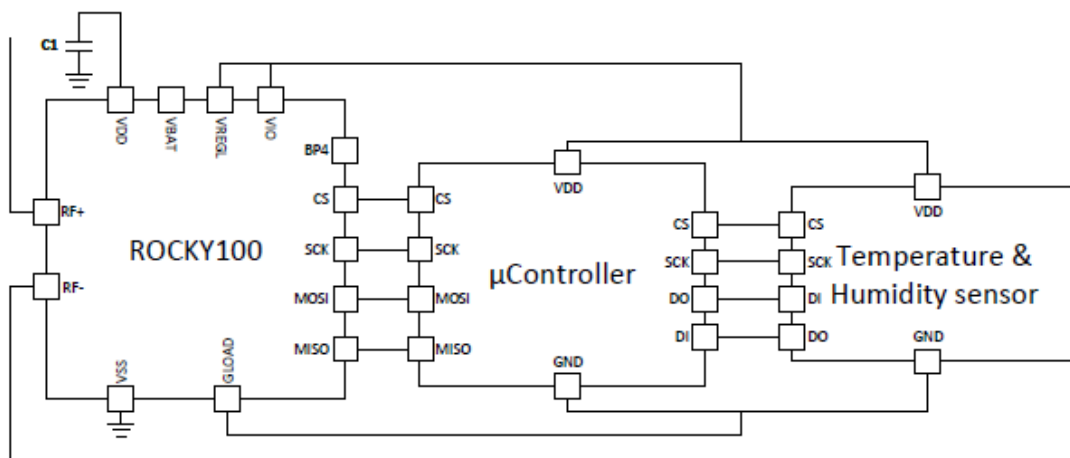 C1
VDD
VBAT
VREGL
VIO
BP4
RF+
RF-
ROCKY100
CS
SCK
MOSI
MISO
VSS
GLOAD
CS
SCK
MOSI
MISO
VDD
µController
CS
SCK
DO
DI
GND
VDD
CS
SCK
DI
DO
Temperature &
Humidity sensor
GND